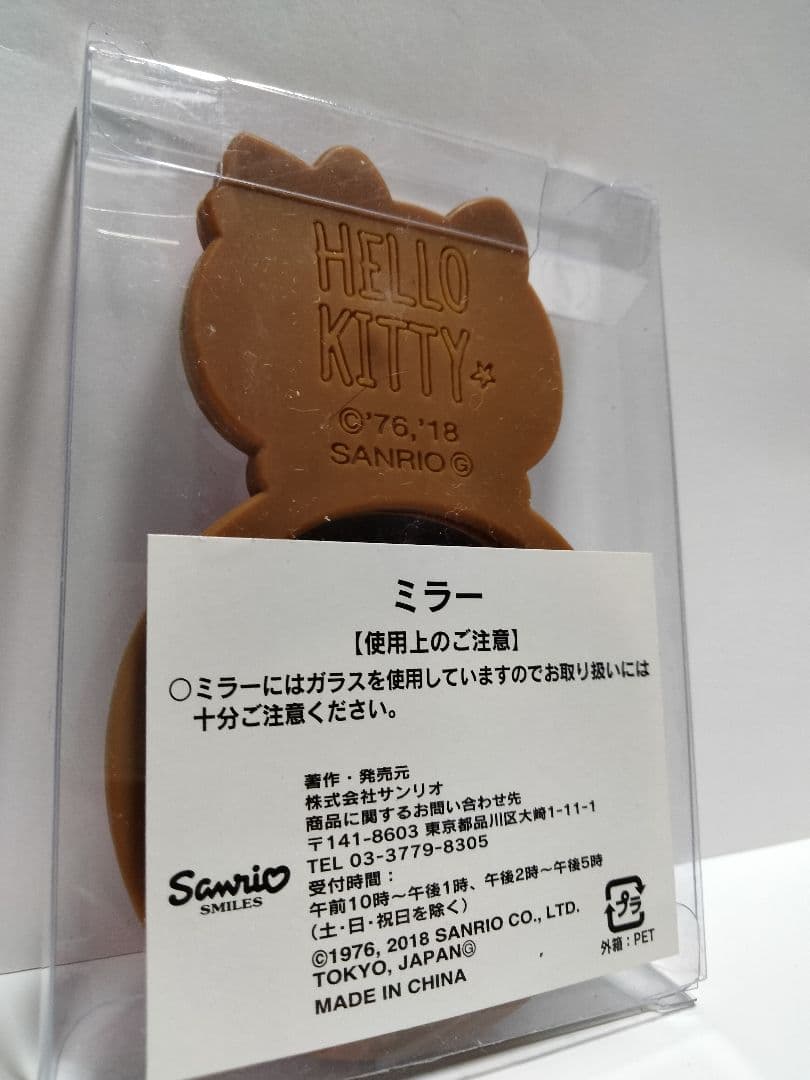 HELLO
KITTY
©'76,'18
SANRIO Ⓖ
ミラー
【使用上のご注意】
○ミラーにはガラスを使用していますのでお取り扱いには
十分ご注意ください。
著作・発売元
株式会社サンリオ
商品に関するお問い合わせ先
〒141-8603 東京都品川区大崎1-11-1
TEL 03-3779-8305
受付時間：
午前10時～午後1時、午後2時～午後5時
（土・日・祝日を除く）
©1976, 2018 SANRIO CO., LTD.
TOKYO, JAPANⒼ
MADE IN CHINA
Sanrio
SMILES
プラ
外箱：PET